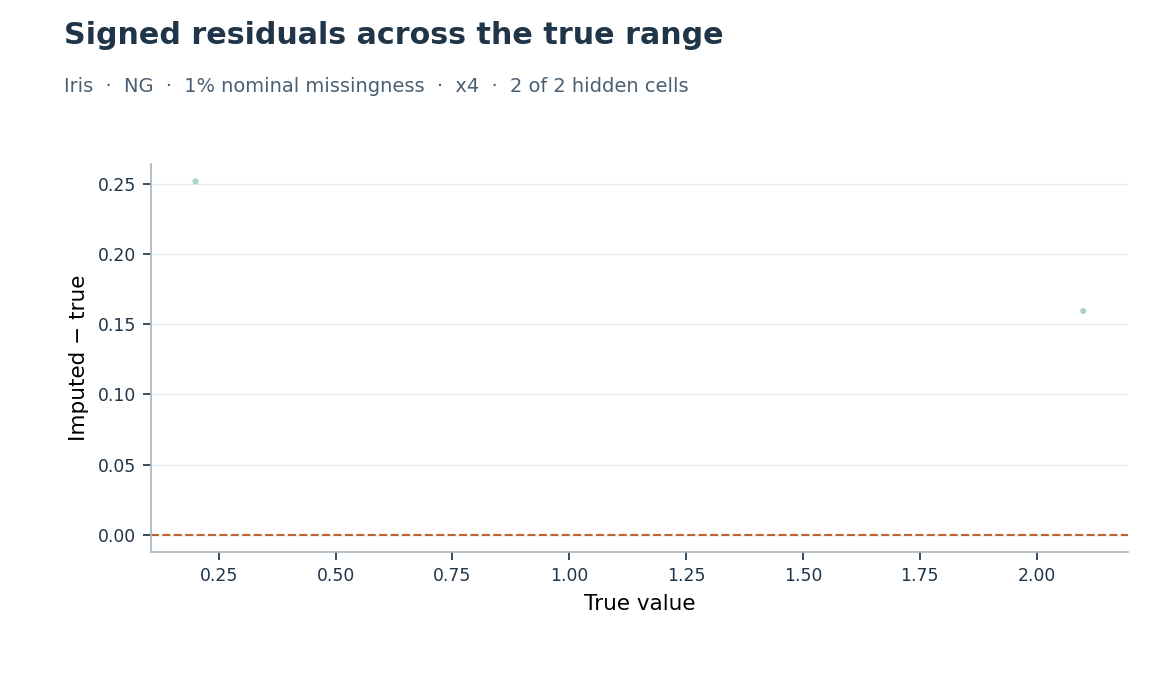 Signed residuals across the true range
Iris · NG · 1% nominal missingness · x4 · 2 of 2 hidden cells
Imputed − true
0.25
0.20
0.15
0.10
0.05
0.00
0.25 0.50 0.75 1.00 1.25 1.50 1.75 2.00
True value